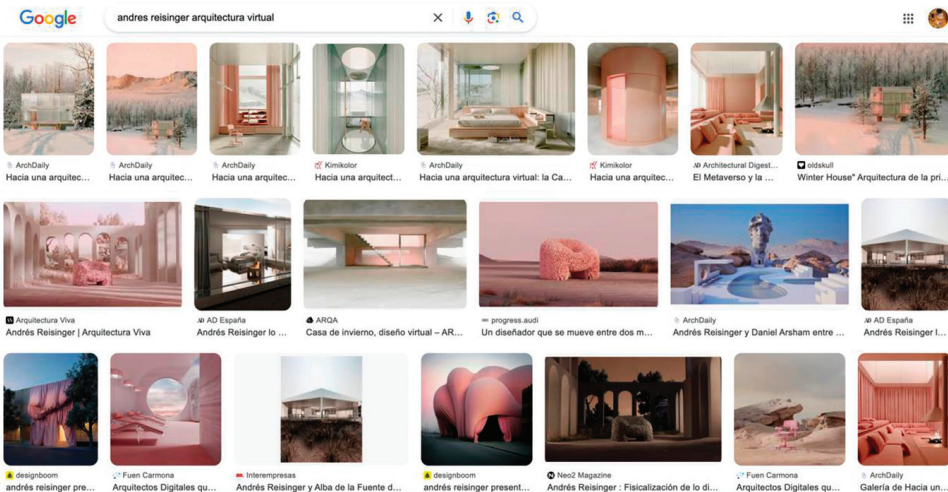 Google
andres reisinger arquitectura virtual
ArchDaily
Hacia una arquitec...
ArchDaily
Hacia una arquitec...
ArchDaily
Hacia una arquitec...
Kimikolor
Hacia una arquitect...
ArchDaily
Hacia una arquitectura virtual: la Ca...
Kimikolor
Hacia una arquitec...
AD Architectural Digest...
El Metaverso y la ...
oldskull
Winter House" Arquitectura de la pri...
Arquitectura Viva
Andrés Reisinger | Arquitectura Viva
AD AD España
Andrés Reisinger lo ...
ARQA
Casa de invierno, diseño virtual – AR...
progress.audi
Un diseñador que se mueve entre dos m...
ArchDaily
Andrés Reisinger y Daniel Arsham entre ...
AD AD España
Andrés Reisinger l...
designboom
andrés reisinger pre...
Fuen Carmona
Arquitectos Digitales qu...
Interempresas
Andrés Reisinger y Alba de la Fuente d...
designboom
andrés reisinger present...
Neo2 Magazine
Andrés Reisinger : Fisicalización de lo di...
Fuen Carmona
Arquitectos Digitales qu...
ArchDaily
Galería de Hacia un...